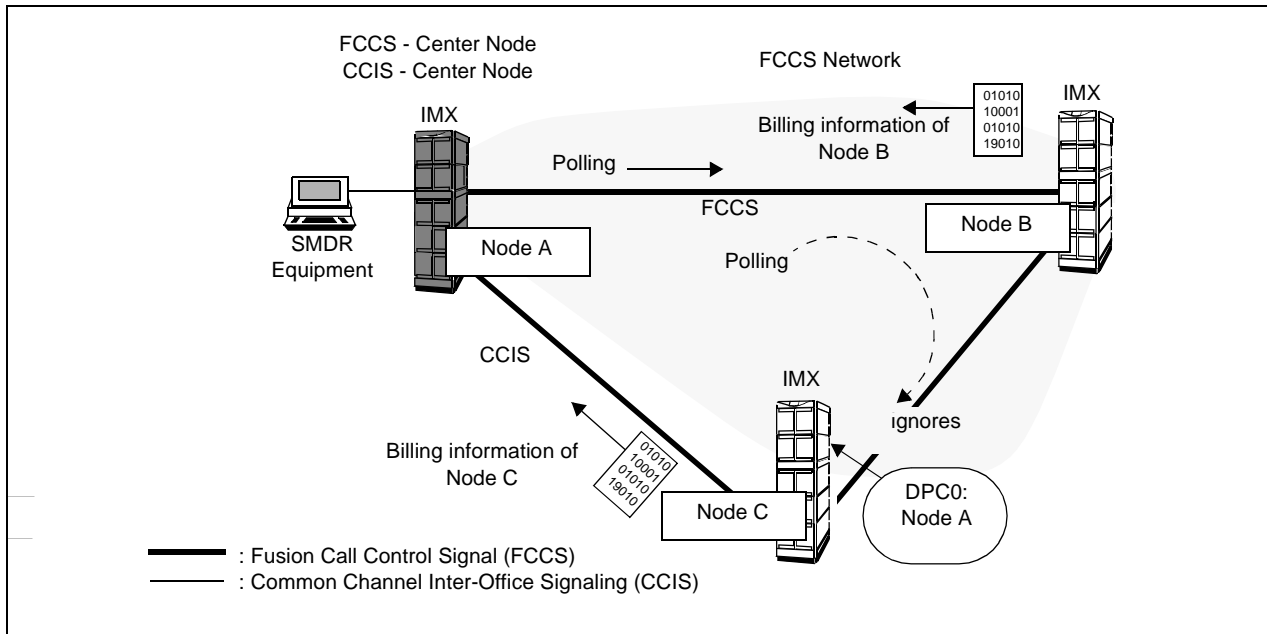 FCCS - Center Node
CCIS - Center Node
FCCS Network
IMX
IMX
01010
10001
01010
19010
Billing information of
Node B
Polling
FCCS
SMDR
Equipment
Node A
Node B
Polling
CCIS
IMX
ignores
Billing information of
Node C
01010
10001
01010
19010
Node C
DPC0:
Node A
: Fusion Call Control Signal (FCCS)
: Common Channel Inter-Office Signaling (CCIS)